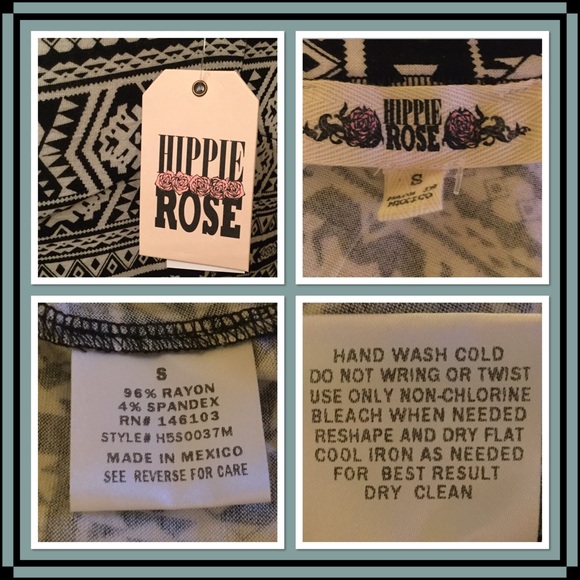 HIPPIE
ROSE
HIPPIE
ROSE
S
MADE IN
MEXICO
S
96% RAYON
4% SPANDEX
RN# 146103
STYLE# H5S0037M
MADE IN MEXICO
SEE REVERSE FOR CARE
HAND WASH COLD
DO NOT WRING OR TWIST
USE ONLY NON-CHLORINE
BLEACH WHEN NEEDED
RESHAPE AND DRY FLAT
COOL IRON AS NEEDED
FOR BEST RESULT
DRY CLEAN